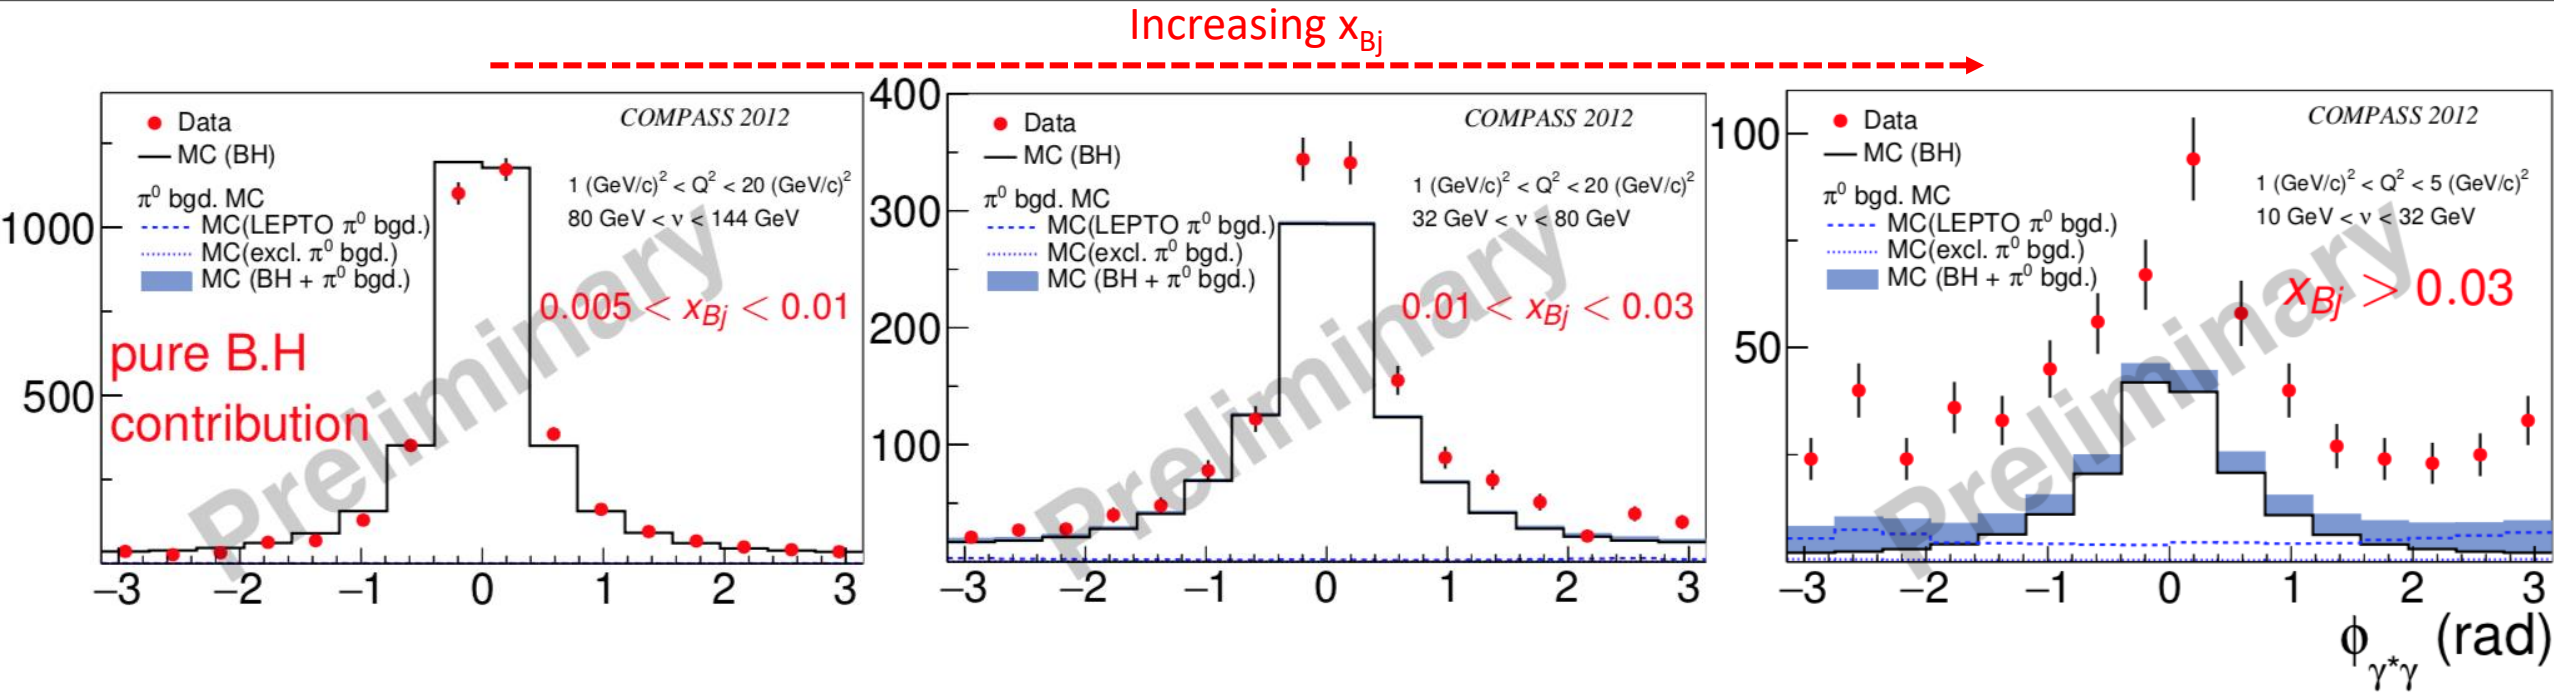 Increasing x_Bj
Data
MC (BH)
π⁰ bgd. MC
MC(LEPTO π⁰ bgd.)
MC(excl. π⁰ bgd.)
MC (BH + π⁰ bgd.)
COMPASS 2012
1 (GeV/c)² < Q² < 20 (GeV/c)²
80 GeV < ν < 144 GeV
0.005 < x_Bj < 0.01
pure B.H
contribution
Preliminary
1000
500
−3 −2 −1 0 1 2 3
Data
MC (BH)
π⁰ bgd. MC
MC(LEPTO π⁰ bgd.)
MC(excl. π⁰ bgd.)
MC (BH + π⁰ bgd.)
COMPASS 2012
1 (GeV/c)² < Q² < 20 (GeV/c)²
32 GeV < ν < 80 GeV
0.01 < x_Bj < 0.03
Preliminary
400
300
200
100
−3 −2 −1 0 1 2 3
Data
MC (BH)
π⁰ bgd. MC
MC(LEPTO π⁰ bgd.)
MC(excl. π⁰ bgd.)
MC (BH + π⁰ bgd.)
COMPASS 2012
1 (GeV/c)² < Q² < 5 (GeV/c)²
10 GeV < ν < 32 GeV
x_Bj > 0.03
Preliminary
100
50
−3 −2 −1 0 1 2 3
ϕ_γ*γ (rad)